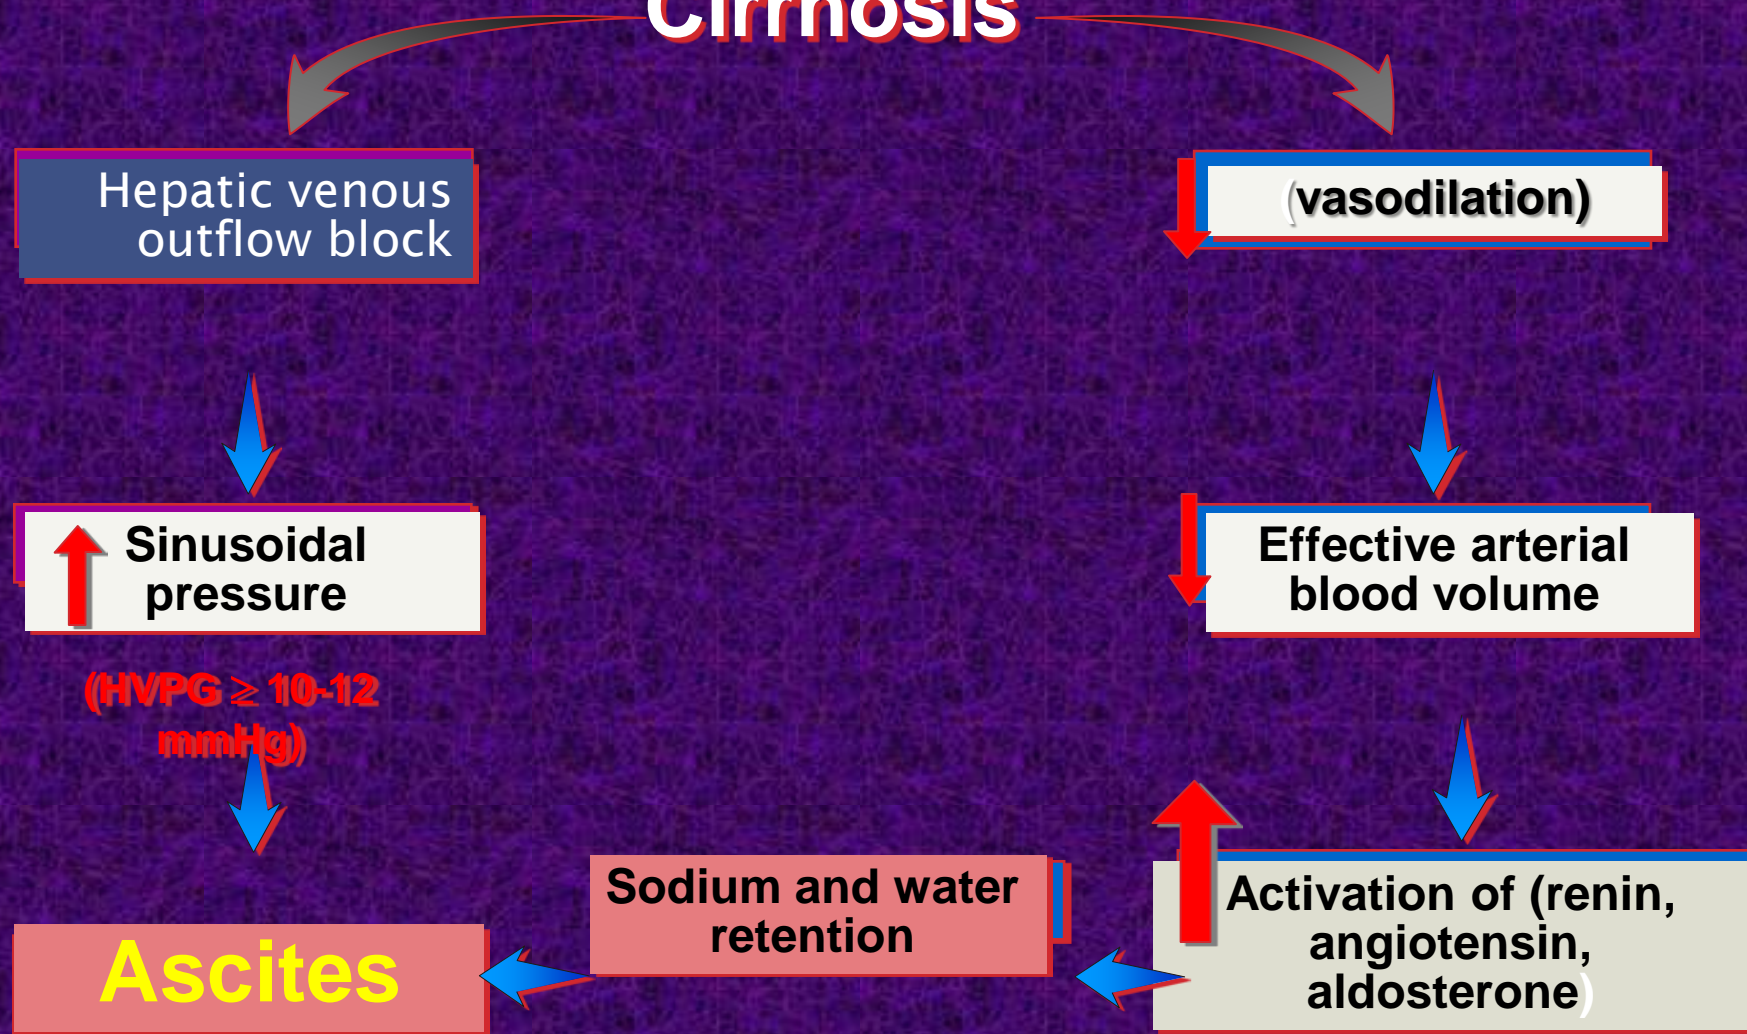 Cirrhosis
Hepatic venous
outflow block
(vasodilation)
Sinusoidal
pressure
Effective arterial
blood volume
(HVPG ≥ 10-12
mmHg)
Sodium and water
retention
Activation of (renin,
angiotensin,
aldosterone)
Ascites